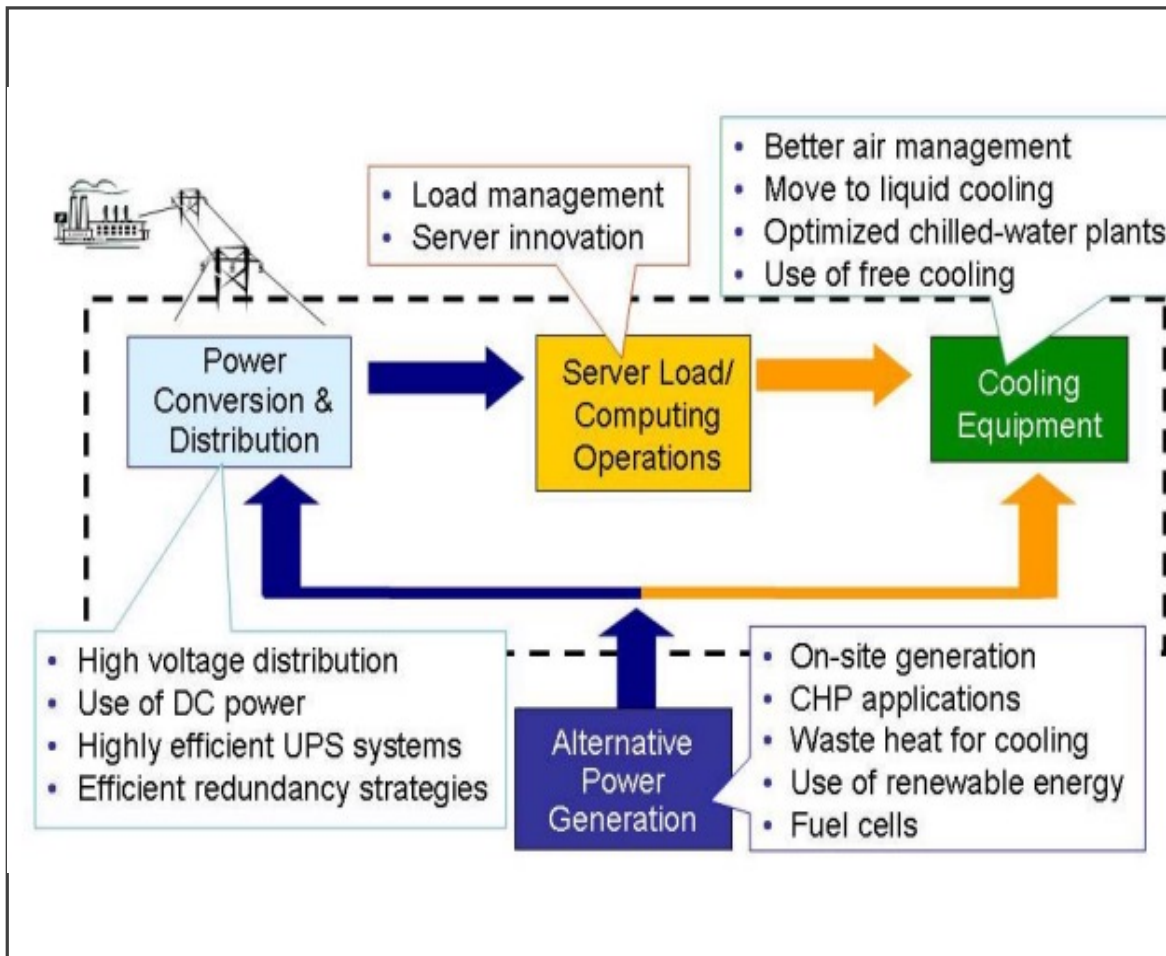 • Better air management
• Move to liquid cooling
• Optimized chilled-water plants
• Use of free cooling
• Load management
• Server innovation
Power
Conversion &
Distribution
Server Load/
Computing
Operations
Cooling
Equipment
• High voltage distribution
• Use of DC power
• Highly efficient UPS systems
• Efficient redundancy strategies
Alternative
Power
Generation
• On-site generation
• CHP applications
• Waste heat for cooling
• Use of renewable energy
• Fuel cells